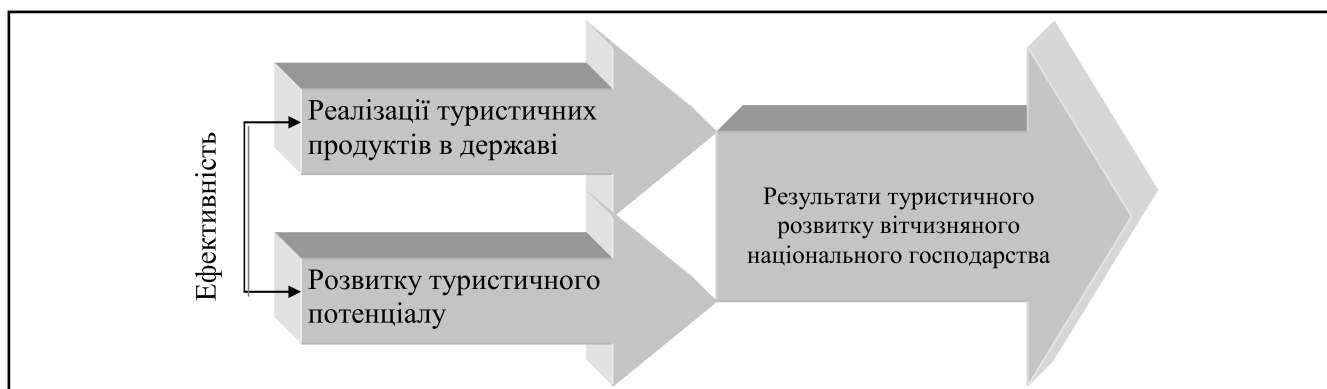 Ефективність
Реалізації туристичних
продуктів в державі
Розвитку туристичного
потенціалу
Результати туристичного
розвитку вітчизняного
національного господарства